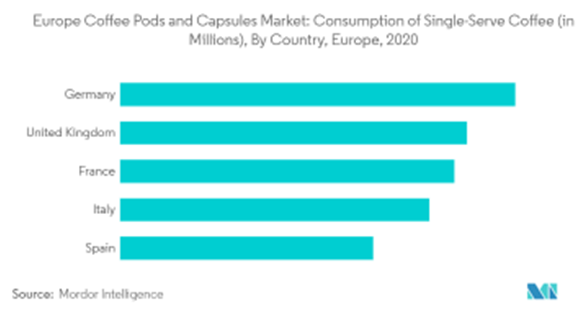 Europe Coffee Pods and Capsules Market: Consumption of Single-Serve Coffee (in
Millions), By Country, Europe, 2020
Germany
United Kingdom
France
Italy
Spain
Source: Mordor Intelligence